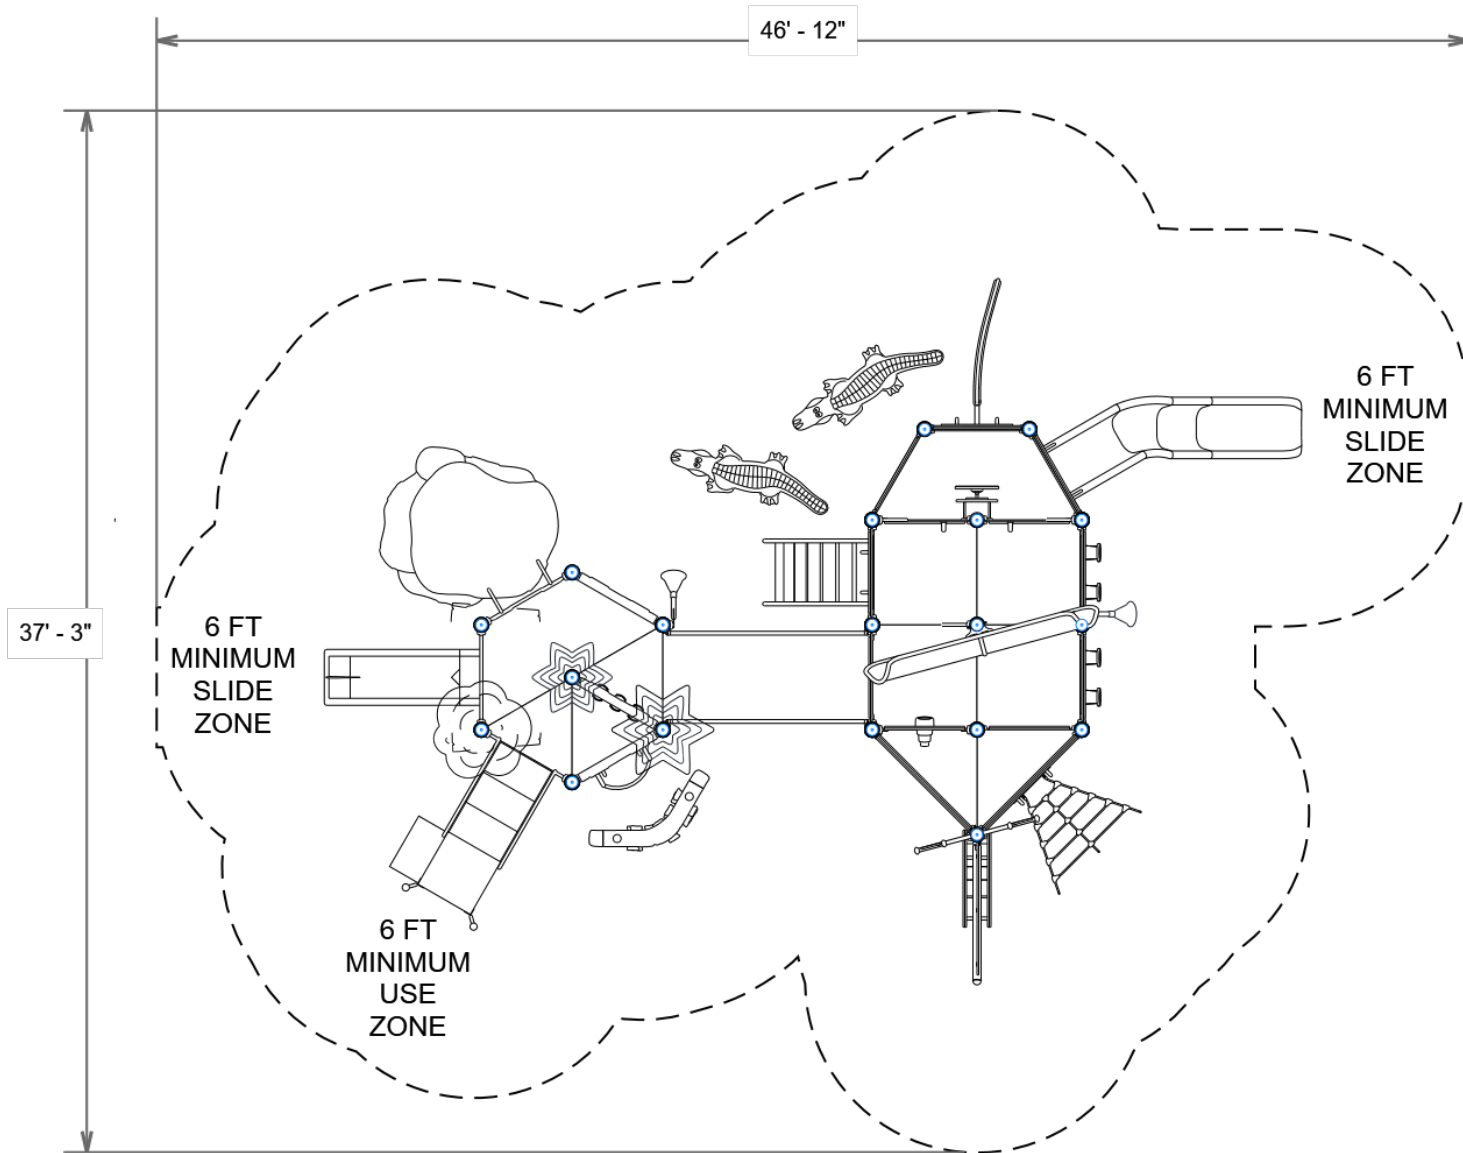 46' - 12"
6 FT
MINIMUM
SLIDE
ZONE
37' - 3"
6 FT
MINIMUM
SLIDE
ZONE
6 FT
MINIMUM
USE
ZONE